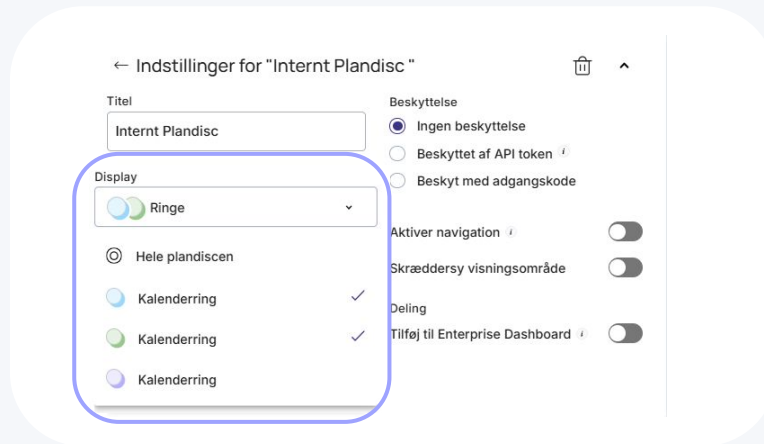 ← Indstillinger for "Internt Plandisc "
Titel
Internt Plandisc
Display
Ringe
Hele plandiscen
Kalenderring
Kalenderring
Kalenderring
Beskyttelse
Ingen beskyttelse
Beskyttet af API token i
Beskyt med adgangskode
Aktiver navigation i
Skræddersy visningsområde
Deling
Tilføj til Enterprise Dashboard i